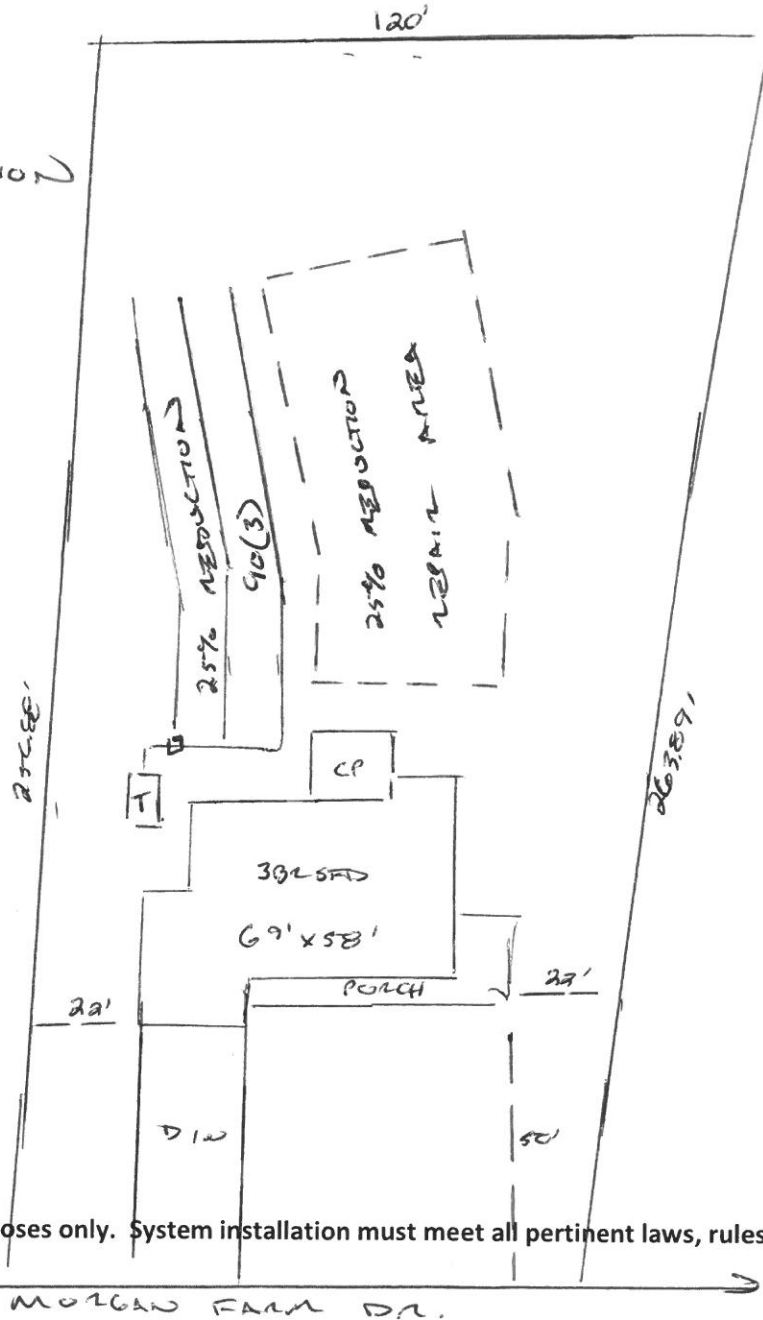 120'
25% REDUCTION
90(3)
25% REDUCTION
REPAIR AREA
263.89'
T
CP
3BR SFD
69' x 58'
PORCH
22'
22'
D/W
50'
oses only. System installation must meet all pertinent laws, rules
MORGAN FARM DR.